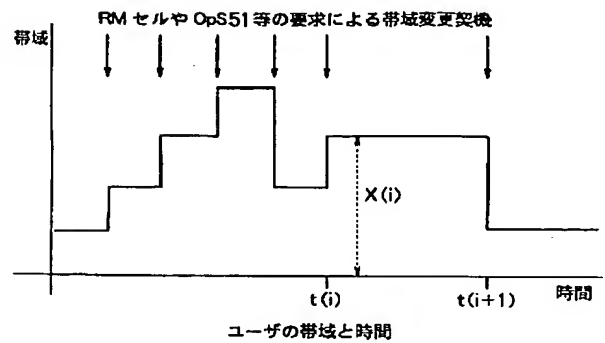 RMセルやOpS51等の要求による帯域変更契機
帯域
X(i)
t(i)
t(i+1)
時間
ユーザの帯域と時間